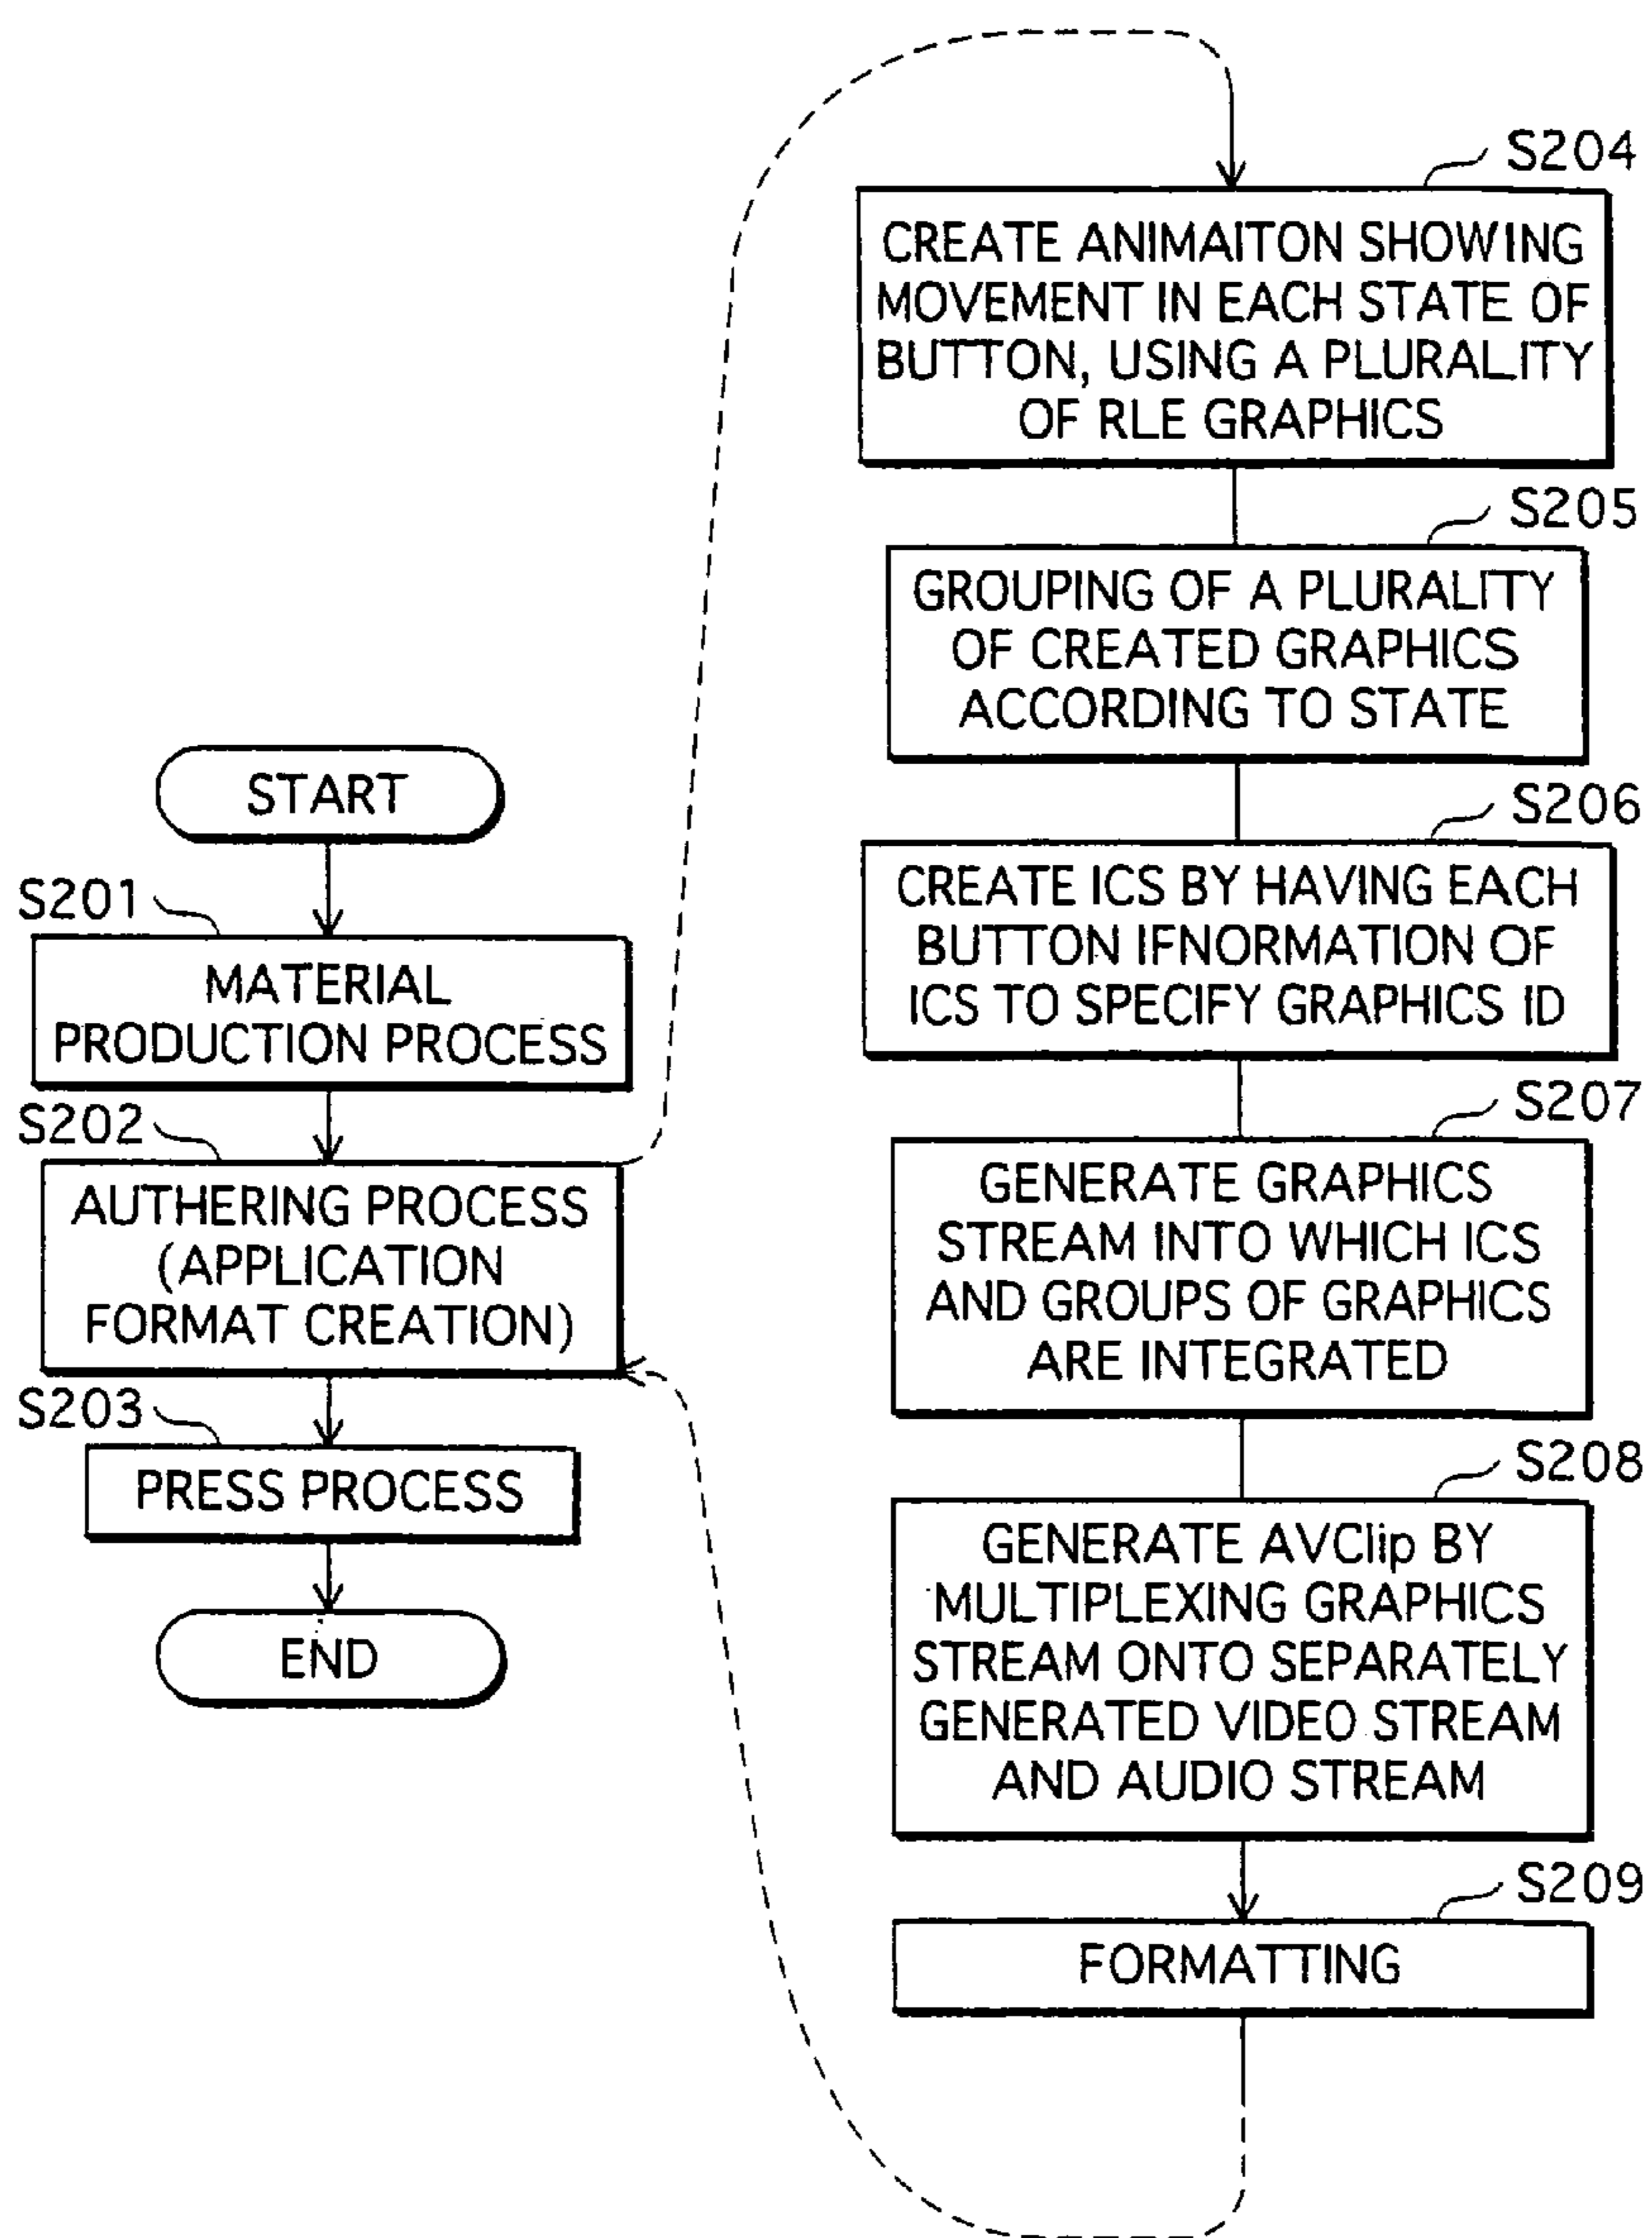 START
S201
MATERIAL
PRODUCTION PROCESS
S202
AUTHERING PROCESS
(APPLICATION
FORMAT CREATION)
S203
PRESS PROCESS
END
S204
CREATE ANIMAITON SHOWING
MOVEMENT IN EACH STATE OF
BUTTON, USING A PLURALITY
OF RLE GRAPHICS
S205
GROUPING OF A PLURALITY
OF CREATED GRAPHICS
ACCORDING TO STATE
S206
CREATE ICS BY HAVING EACH
BUTTON IFNORMATION OF
ICS TO SPECIFY GRAPHICS ID
S207
GENERATE GRAPHICS
STREAM INTO WHICH ICS
AND GROUPS OF GRAPHICS
ARE INTEGRATED
S208
GENERATE AVClip BY
MULTIPLEXING GRAPHICS
STREAM ONTO SEPARATELY
GENERATED VIDEO STREAM
AND AUDIO STREAM
S209
FORMATTING